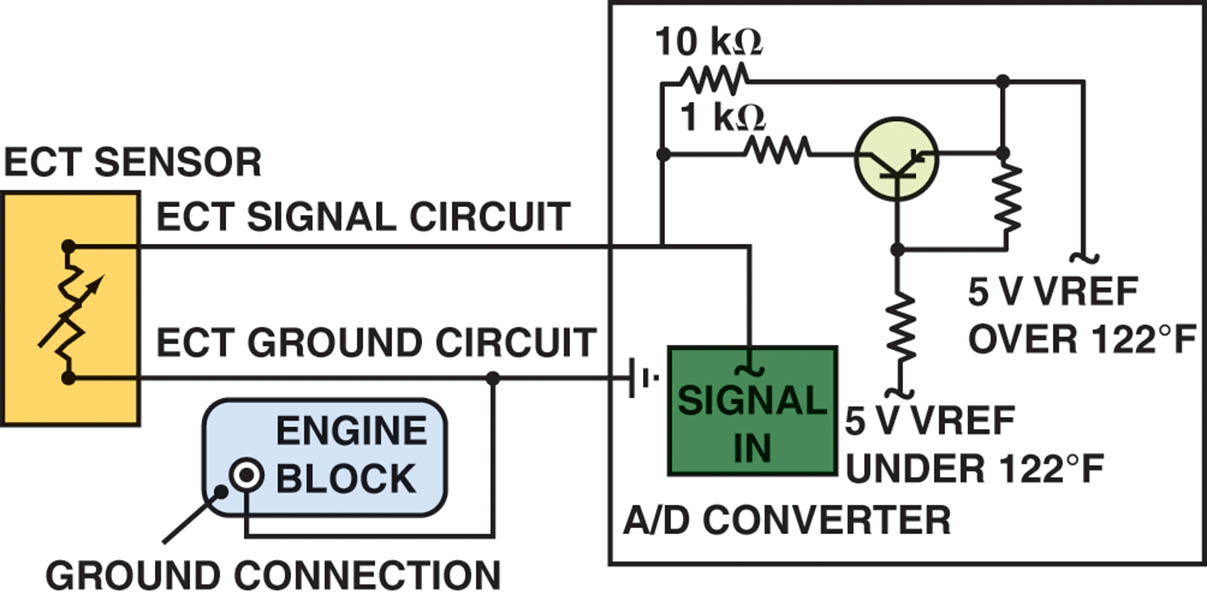 10 kΩ
1 kΩ
ECT SENSOR
ECT SIGNAL CIRCUIT
5 V VREF
OVER 122°F
ECT GROUND CIRCUIT
SIGNAL
IN
5 V VREF
UNDER 122°F
ENGINE
BLOCK
A/D CONVERTER
GROUND CONNECTION